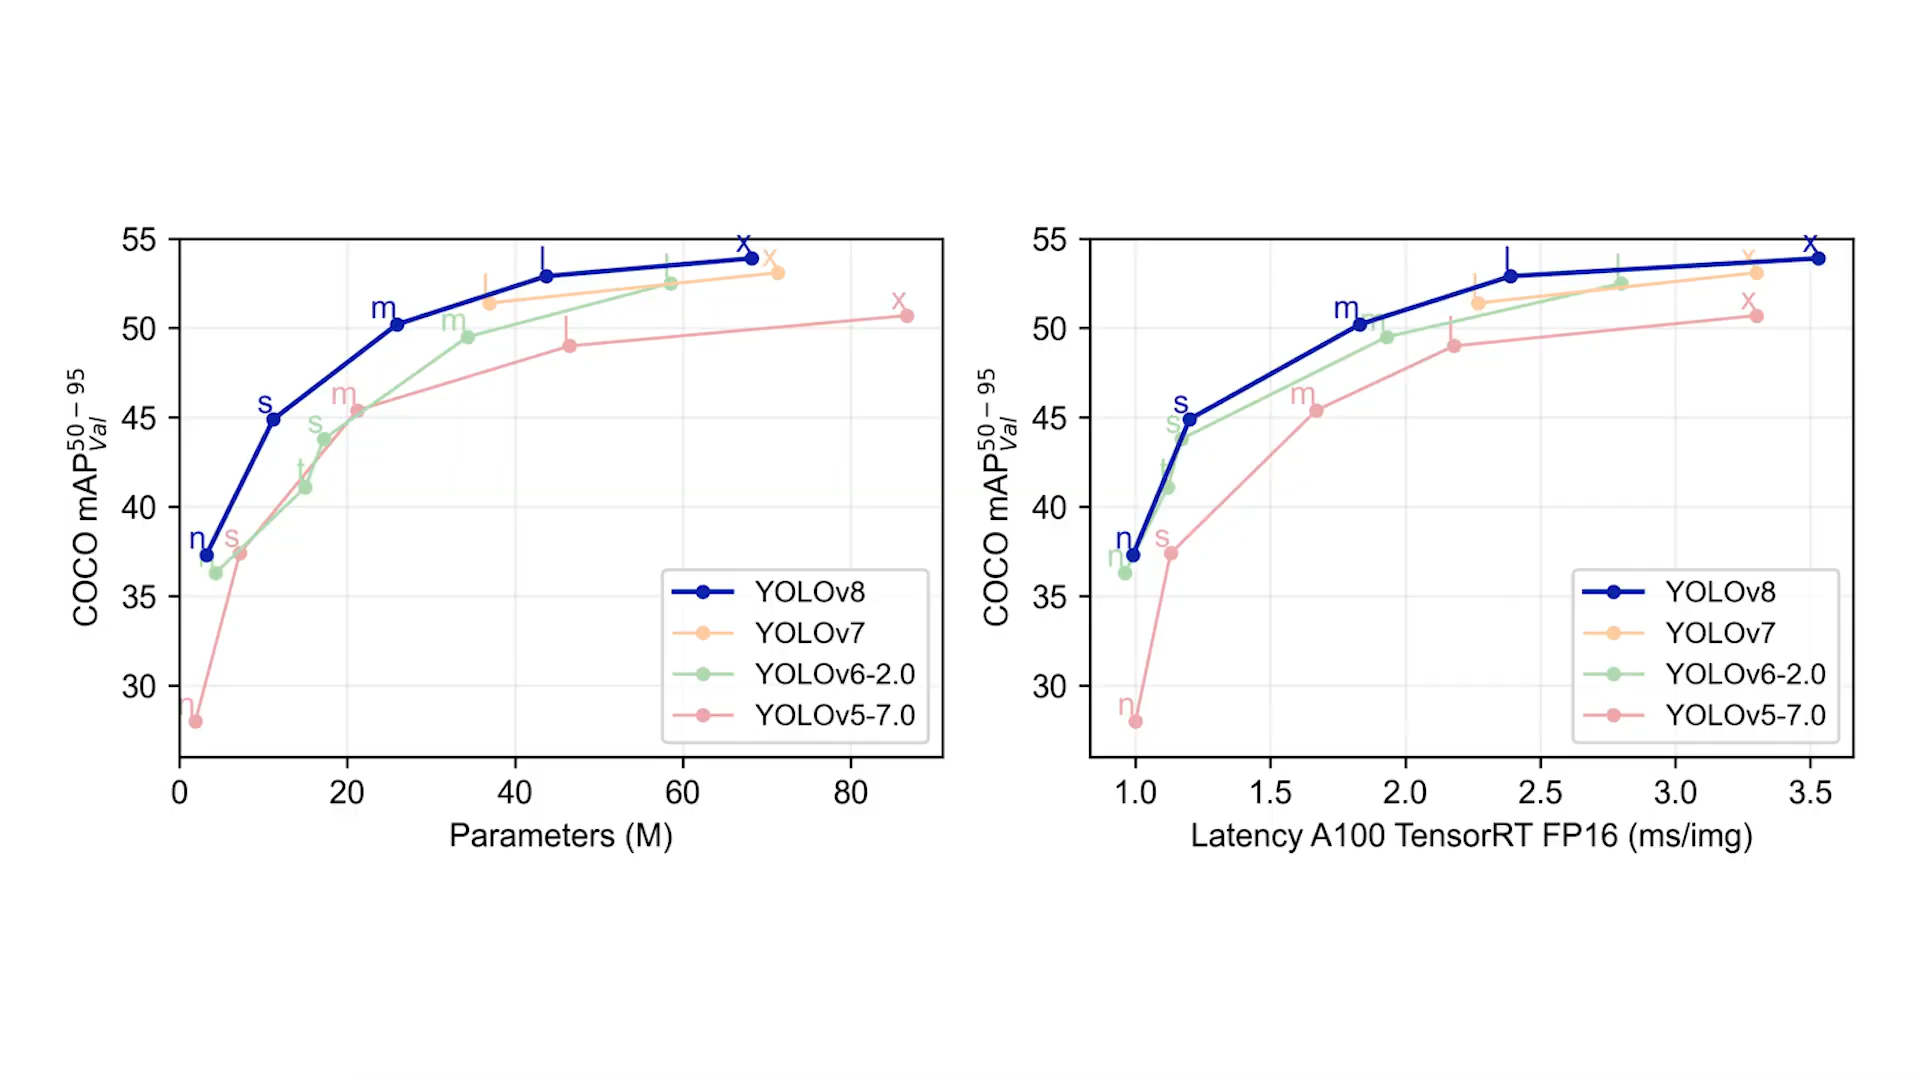 55
50
45
40
35
30
COCO mAP50-95 Val
x
x
l
l
l
x
m
m
l
s
m
s
t
n
s
n
n
YOLOv8
YOLOv7
YOLOv6-2.0
YOLOv5-7.0
0 20 40 60 80
Parameters (M)
55
50
45
40
35
30
COCO mAP50-95 Val
x
x
l
l
l
x
m
m
l
s
m
s
t
n
s
n
n
YOLOv8
YOLOv7
YOLOv6-2.0
YOLOv5-7.0
1.0 1.5 2.0 2.5 3.0 3.5
Latency A100 TensorRT FP16 (ms/img)